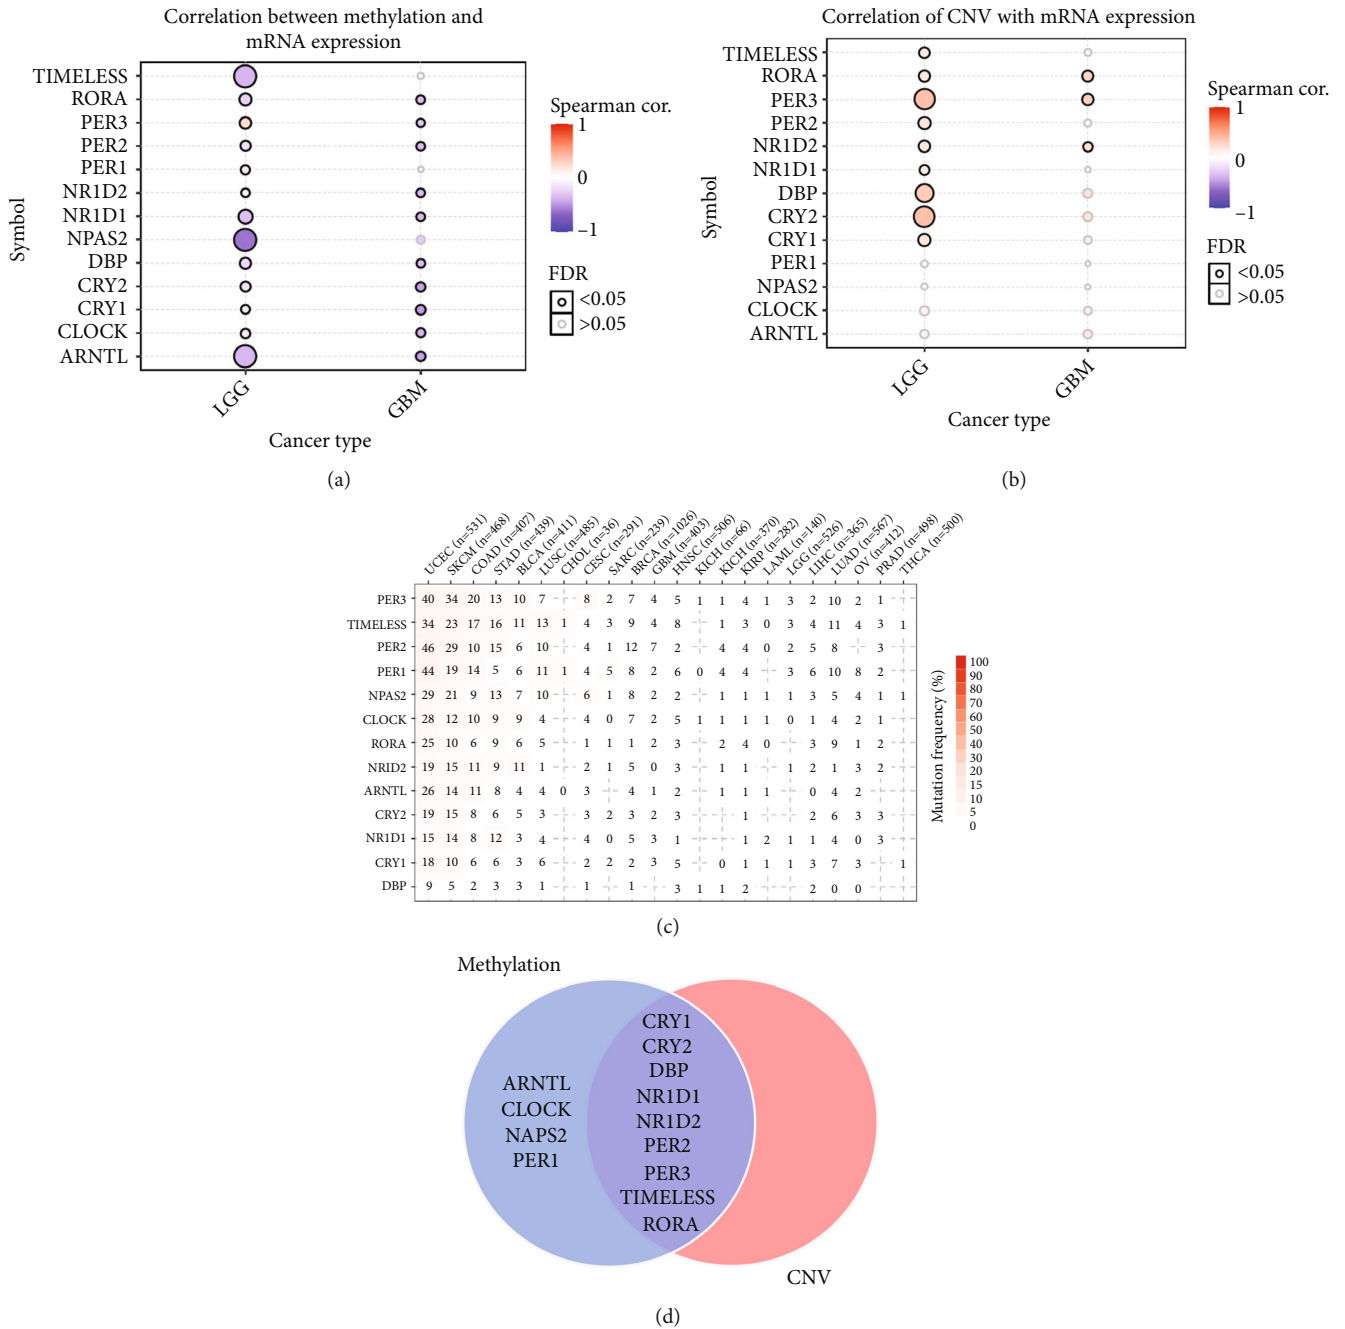 Correlation between methylation and
mRNA expression
TIMELESS
RORA
PER3
PER2
PER1
NR1D2
NR1D1
NPAS2
DBP
CRY2
CRY1
CLOCK
ARNTL
Symbol
LGG
GBM
Cancer type
Spearman cor.
1
0
−1
FDR
<0.05
>0.05
(a)
Correlation of CNV with mRNA expression
TIMELESS
RORA
PER3
PER2
NR1D2
NR1D1
DBP
CRY2
CRY1
PER1
NPAS2
CLOCK
ARNTL
Symbol
LGG
GBM
Cancer type
Spearman cor.
1
0
−1
FDR
<0.05
>0.05
(b)
UCEC (n=531)
SKCM (n=468)
COAD (n=407)
STAD (n=439)
BLCA (n=411)
LUSC (n=485)
CHOL (n=36)
CESC (n=291)
SARC (n=239)
BRCA (n=1026)
GBM (n=403)
HNSC (n=506)
KICH (n=66)
KICH (n=370)
KIRP (n=282)
LAML (n=140)
LGG (n=526)
LIHC (n=365)
LUAD (n=567)
OV (n=412)
PRAD (n=498)
THCA (n=500)
PER3 40 34 20 13 10 7 8 2 7 4 5 1 1 4 1 3 2 10 2 1
TIMELESS 34 23 17 16 11 13 1 4 3 9 4 8 1 3 0 3 4 11 4 3 1
PER2 46 29 10 15 6 10 4 1 12 7 2 4 4 0 2 5 8 3
PER1 44 19 14 5 6 11 1 4 5 8 2 6 0 4 4 3 6 10 8 2
NPAS2 29 21 9 13 7 10 6 1 8 2 2 1 1 1 1 3 5 4 1 1
CLOCK 28 12 10 9 9 4 4 0 7 2 5 1 1 1 1 0 1 4 2 1
RORA 25 10 6 9 6 5 1 1 1 2 3 2 4 0 3 9 1 2
NRID2 19 15 11 9 11 1 2 1 5 0 3 1 1 1 2 1 3 2
ARNTL 26 14 11 8 4 4 0 3 4 1 2 1 1 1 0 4 2
CRY2 19 15 8 6 5 3 3 2 3 2 3 1 2 6 3 3
NR1D1 15 14 8 12 3 4 4 0 5 3 1 1 2 1 1 4 0 3
CRY1 18 10 6 6 3 6 2 2 2 3 5 0 1 1 1 3 7 3 1
DBP 9 5 2 3 3 1 1 1 3 1 1 2 2 0 0
Mutation frequency (%)
100
90
80
70
60
50
40
30
20
15
10
5
0
(c)
Methylation
ARNTL
CLOCK
NAPS2
PER1
CRY1
CRY2
DBP
NR1D1
NR1D2
PER2
PER3
TIMELESS
RORA
CNV
(d)